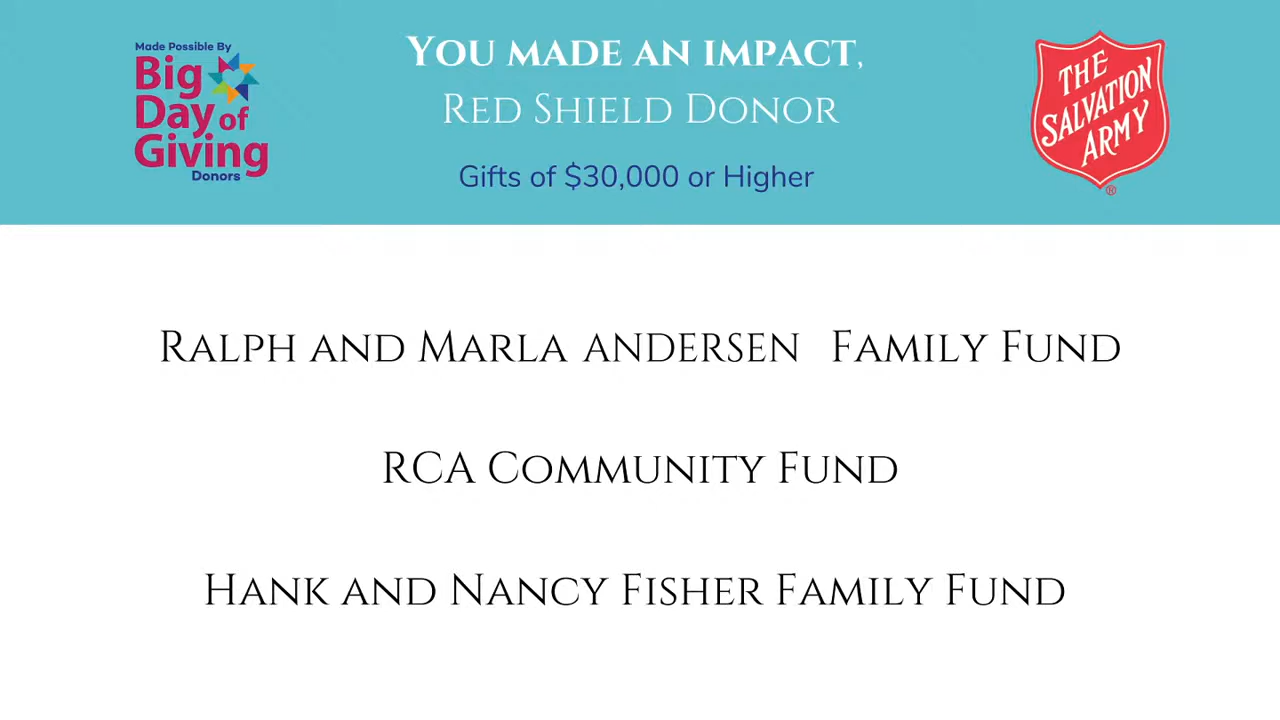 Made Possible By
Big
Day of
Giving
Donors
You made an impact,
Red Shield Donor
Gifts of $30,000 or Higher
THE
SALVATION
ARMY
®
Ralph and Marla ANDERSEN Family Fund
RCA Community Fund
Hank and Nancy Fisher Family Fund